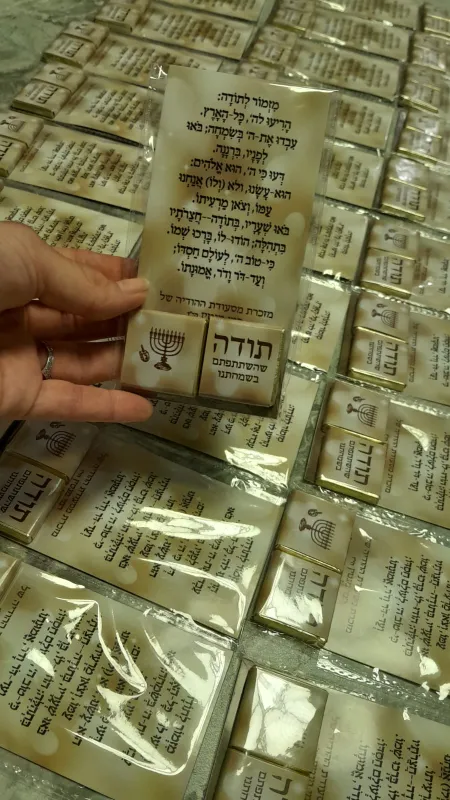 מִזְמוֹר לְתוֹדָה:
הָרִיעוּ לַה', כָּל-הָאָרֶץ.
עִבְדוּ אֶת-ה' בְּשִׂמְחָה; בֹּאוּ
לְפָנָיו, בִּרְנָנָה.
דְּעוּ כִּי ה', הוּא אֱלֹהִים:
הוּא-עָשָׂנוּ, וְלֹא (וְלוֹ) אֲנַחְנוּ
עַמּוֹ, וְצֹאן מַרְעִיתוֹ.
בֹּאוּ שְׁעָרָיו, בְּתוֹדָה--חֲצֵרֹתָיו
בִּתְהִלָּה; הוֹדוּ-לוֹ, בָּרְכוּ שְׁמוֹ.
כִּי-טוֹב ה', לְעוֹלָם חַסְדּוֹ;
וְעַד-דֹּר וָדֹר, אֱמוּנָתוֹ.
מזכרת מסעודת ההודיה של
תודה
שהשתתפתם
בשמחתנו